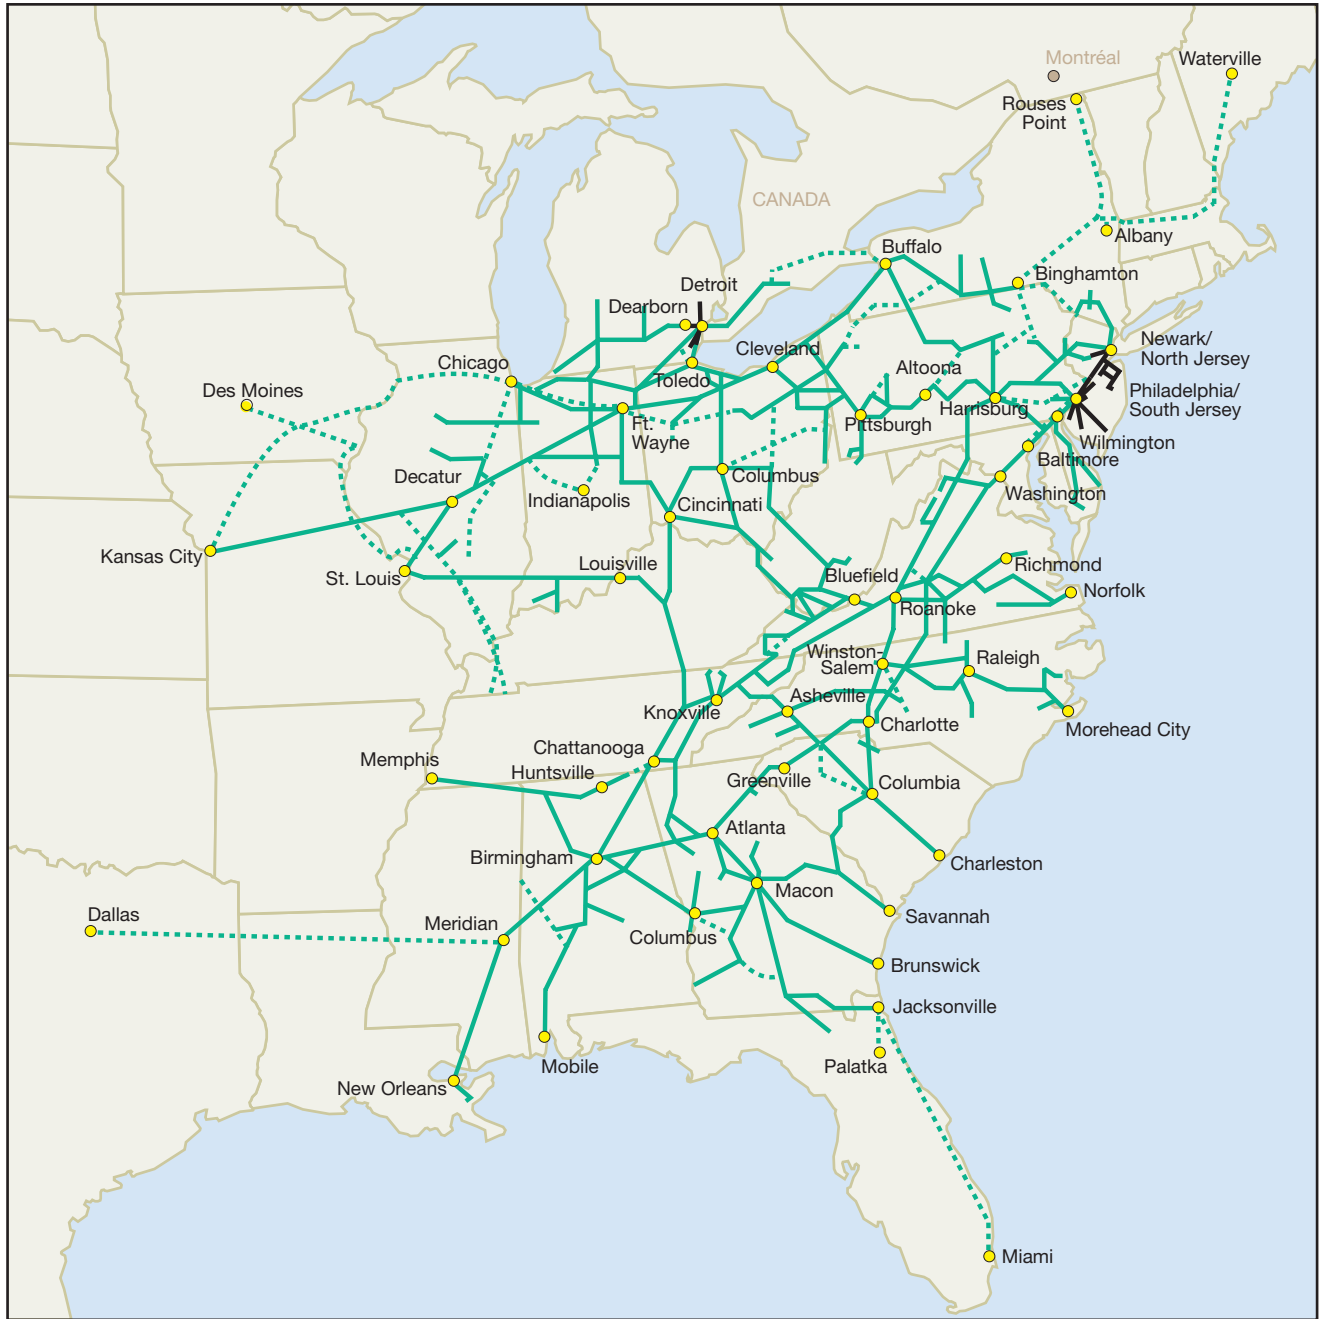 Montréal
Waterville
Rouses
Point
CANADA
Albany
Buffalo
Binghamton
Detroit
Dearborn
Newark/
North Jersey
Cleveland
Chicago
Toledo
Altoona
Des Moines
Philadelphia/
South Jersey
Harrisburg
Ft.
Wayne
Pittsburgh
Wilmington
Baltimore
Decatur
Columbus
Indianapolis
Washington
Cincinnati
Kansas City
St. Louis
Louisville
Richmond
Bluefield
Norfolk
Roanoke
Winston-
Salem
Raleigh
Asheville
Knoxville
Charlotte
Morehead City
Chattanooga
Memphis
Huntsville
Greenville
Columbia
Atlanta
Birmingham
Charleston
Macon
Dallas
Savannah
Meridian
Columbus
Brunswick
Jacksonville
Palatka
Mobile
New Orleans
Miami